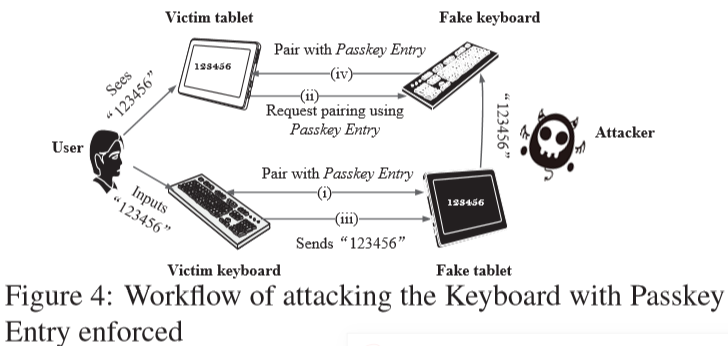 Victim tablet
Fake keyboard
Pair with Passkey Entry
(iv)
123456
Sees
“123456”
(ii)
Request pairing using
Passkey Entry
“123456”
Attacker
User
Pair with Passkey Entry
(i)
Inputs
“123456”
123456
(iii)
Sends “123456”
Victim keyboard
Fake tablet
Figure 4: Workflow of attacking the Keyboard with Passkey
Entry enforced